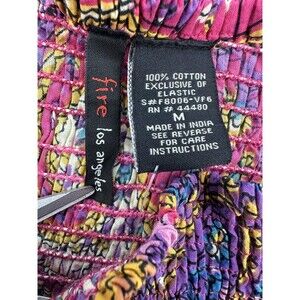 fire los angeles
100% COTTON
EXCLUSIVE OF
ELASTIC
S#F8006-VF6
RN # 44480
M
MADE IN INDIA
SEE REVERSE
FOR CARE
INSTRUCTIONS